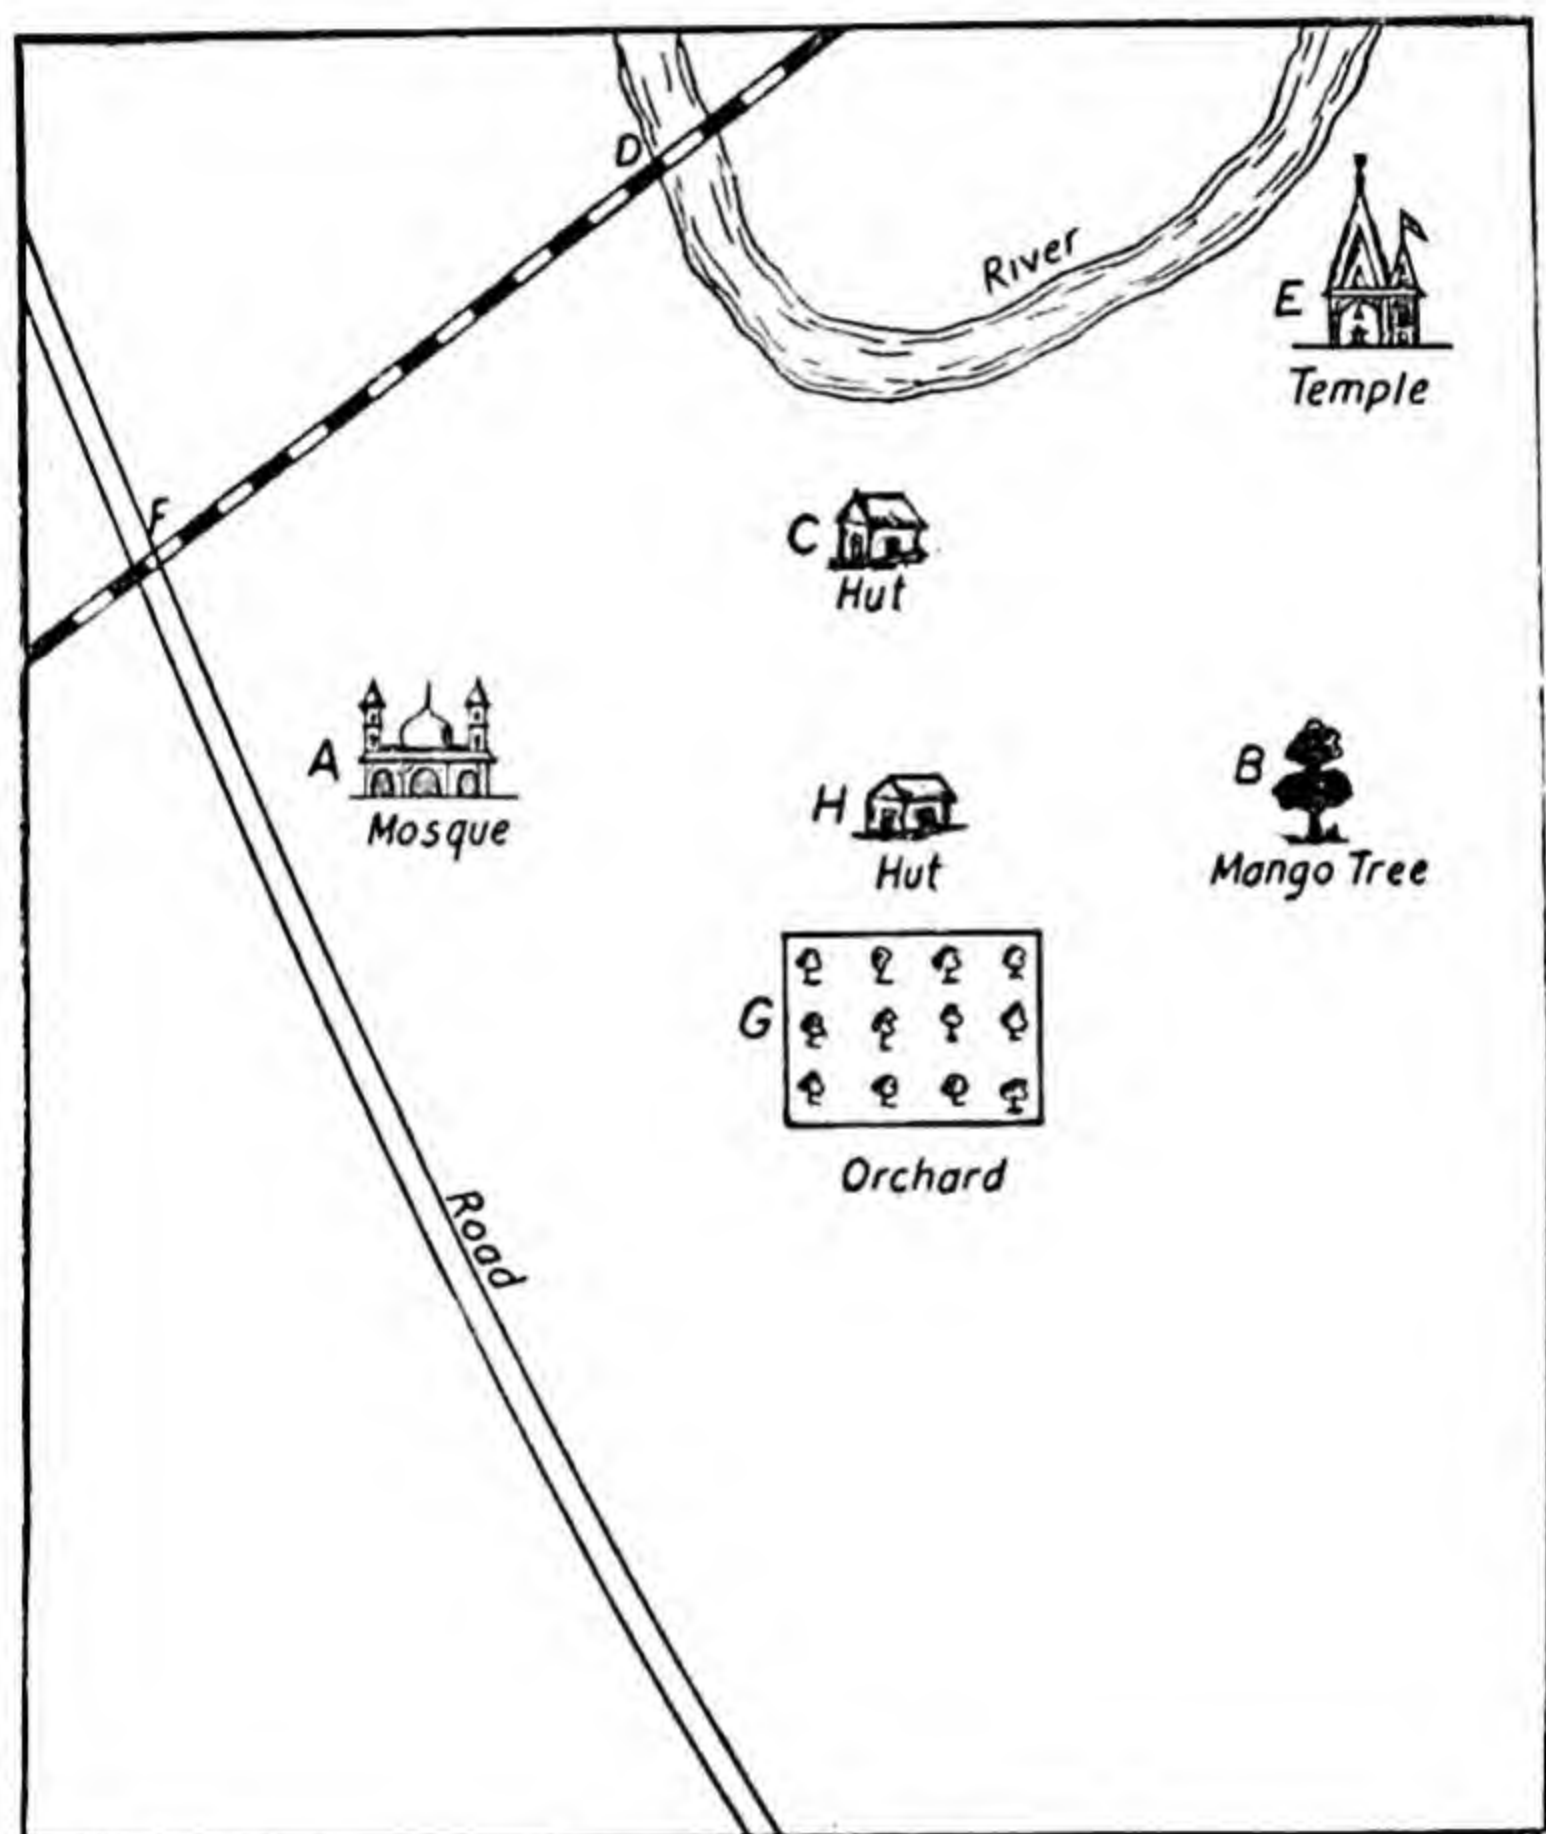 D
River
E
Temple
F
C
Hut
A
Mosque
H
Hut
B
Mango Tree
G
Orchard
Road